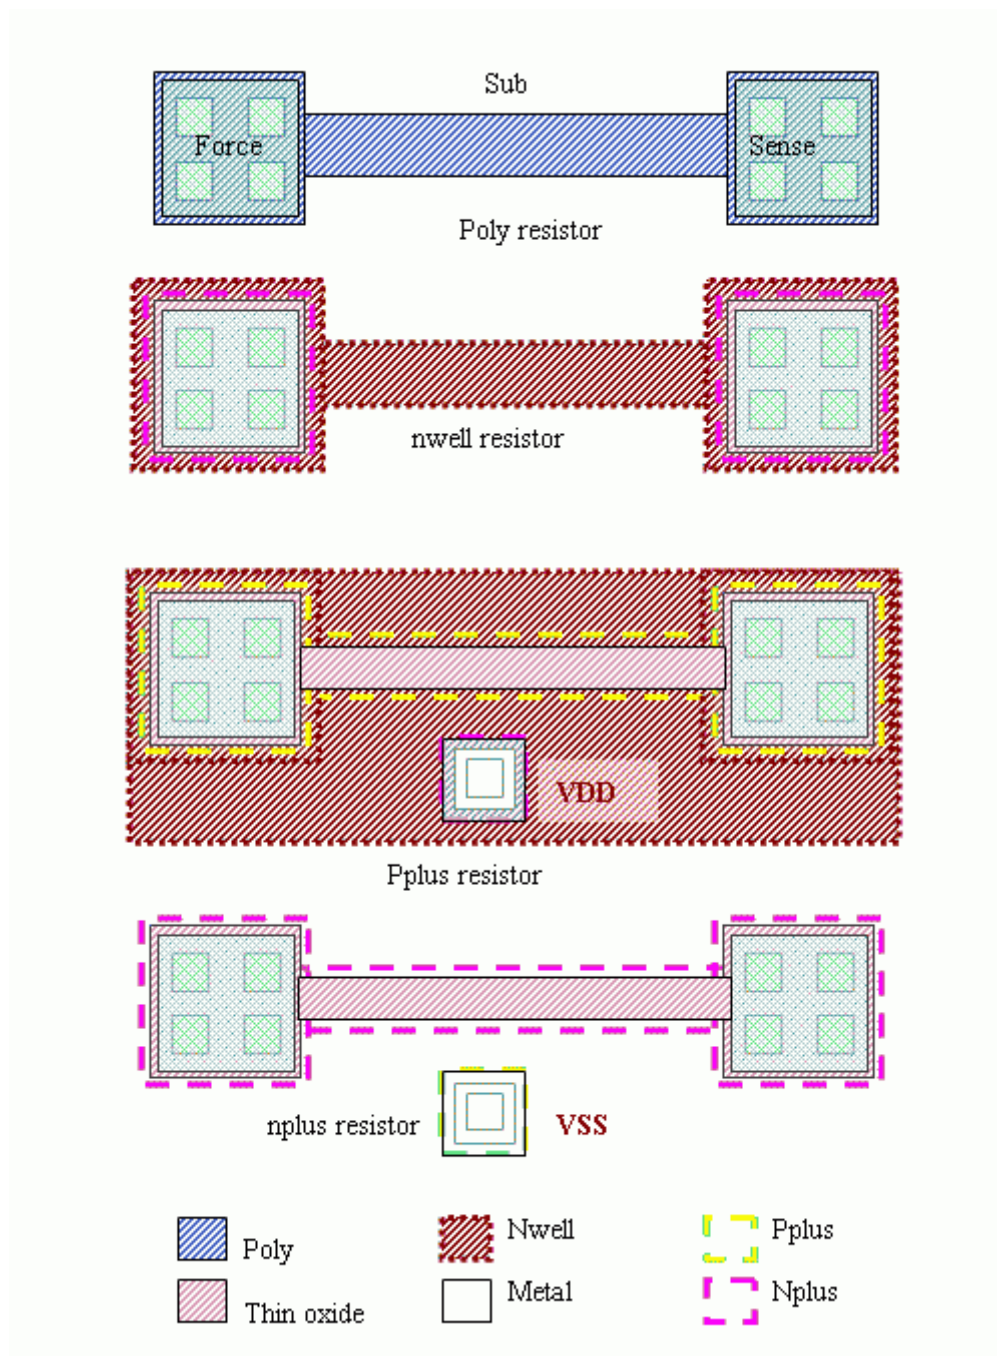 Sub
Force
Sense
Poly resistor
nwell resistor
VDD
Pplus resistor
nplus resistor
VSS
Poly
Nwell
Pplus
Thin oxide
Metal
Nplus